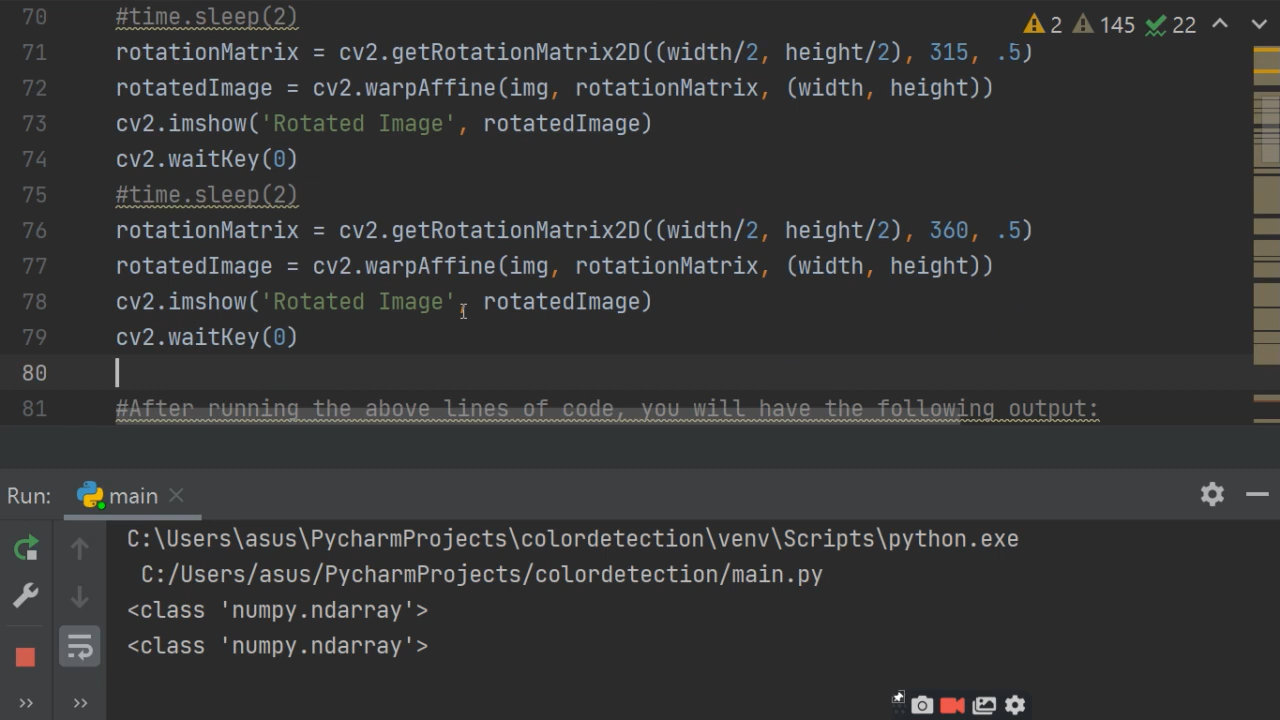 70 #time.sleep(2)
2 145 22
71 rotationMatrix = cv2.getRotationMatrix2D((width/2, height/2), 315, .5)
72 rotatedImage = cv2.warpAffine(img, rotationMatrix, (width, height))
73 cv2.imshow('Rotated Image', rotatedImage)
74 cv2.waitKey(0)
75 #time.sleep(2)
76 rotationMatrix = cv2.getRotationMatrix2D((width/2, height/2), 360, .5)
77 rotatedImage = cv2.warpAffine(img, rotationMatrix, (width, height))
78 cv2.imshow('Rotated Image', rotatedImage)
79 cv2.waitKey(0)
80
81 #After running the above lines of code, you will have the following output:
Run: main
C:\Users\asus\PycharmProjects\colordetection\venv\Scripts\python.exe
C:/Users/asus/PycharmProjects/colordetection/main.py
<class 'numpy.ndarray'>
<class 'numpy.ndarray'>